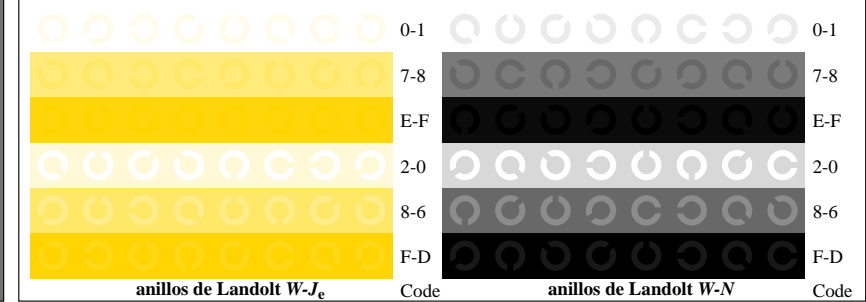 0-1 0-1
7-8 7-8
E-F E-F
2-0 2-0
8-6 8-6
F-D F-D
anillos de Landolt W-Je Code anillos de Landolt W-N Code